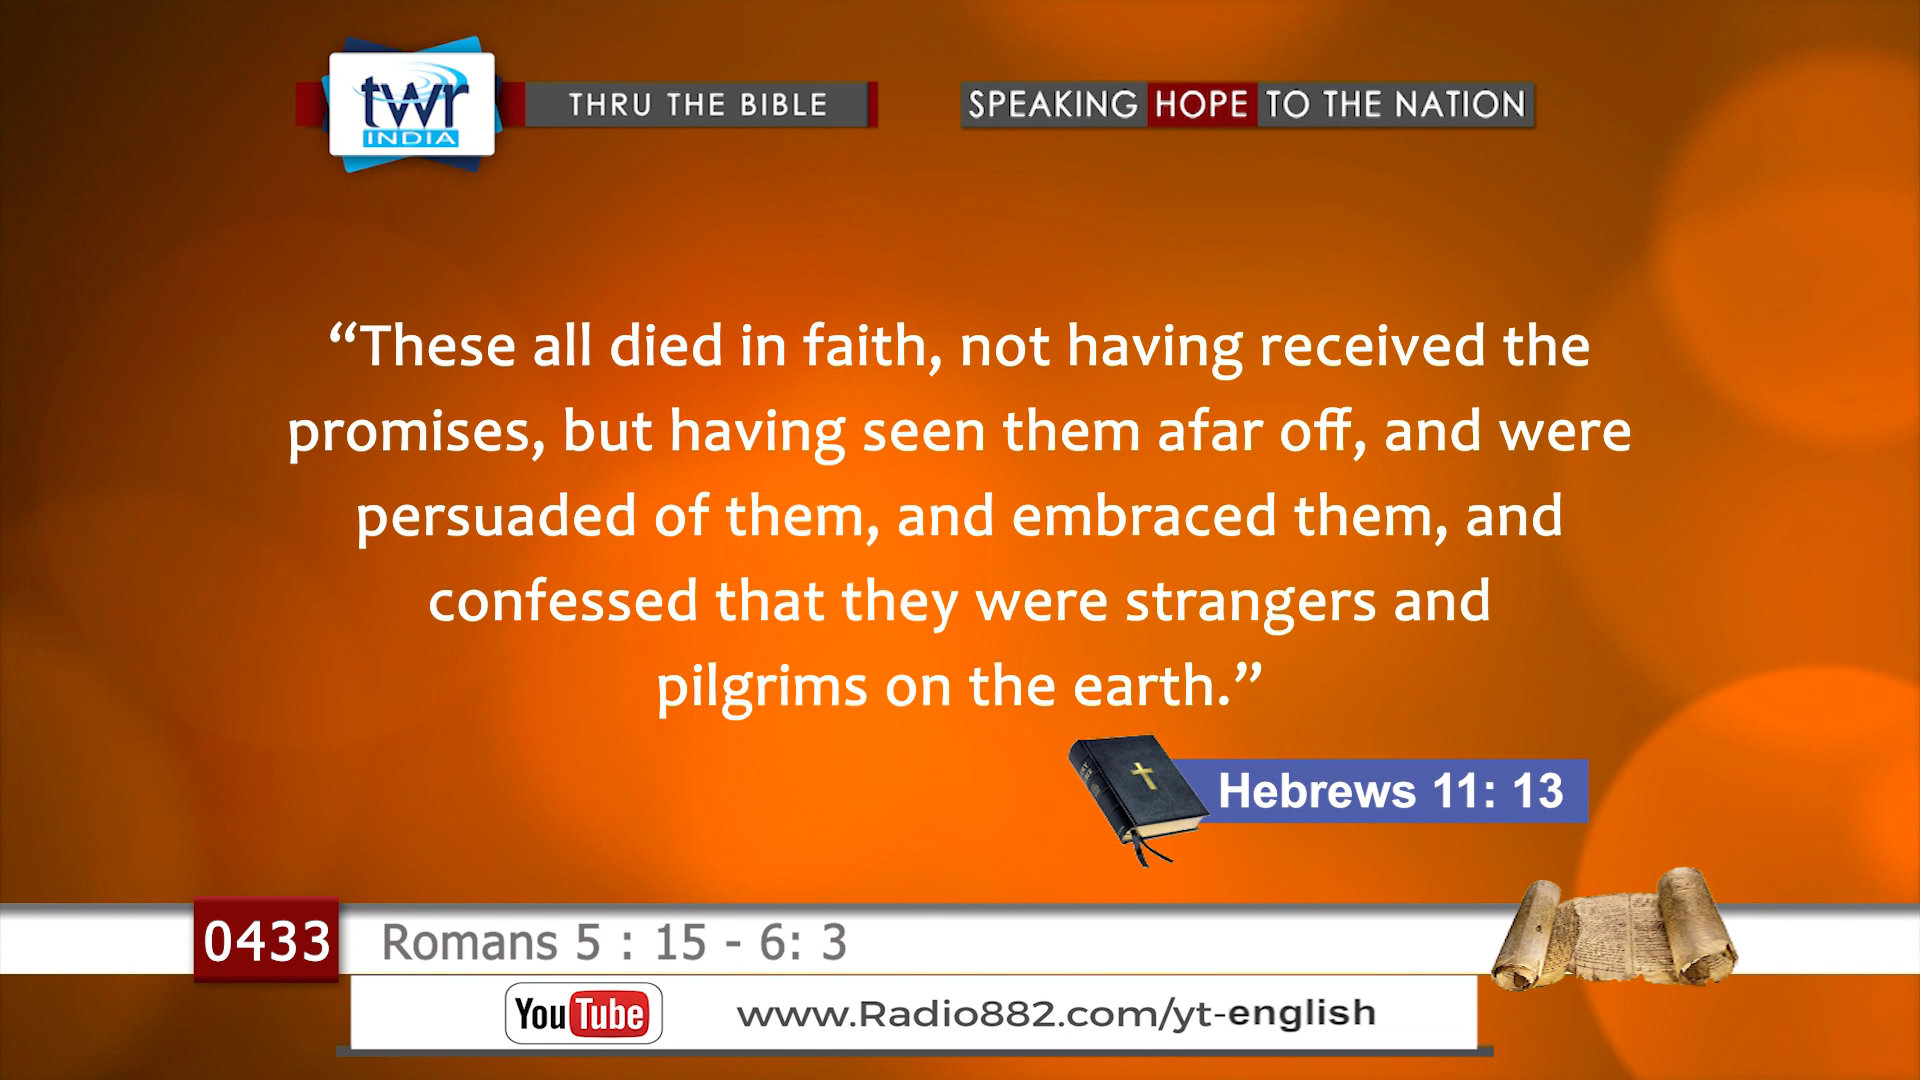 twr
INDIA
THRU THE BIBLE
SPEAKING HOPE TO THE NATION
“These all died in faith, not having received the
promises, but having seen them afar off, and were
persuaded of them, and embraced them, and
confessed that they were strangers and
pilgrims on the earth.”
Hebrews 11: 13
0433
Romans 5 : 15 - 6: 3
YouTube
www.Radio882.com/yt-english